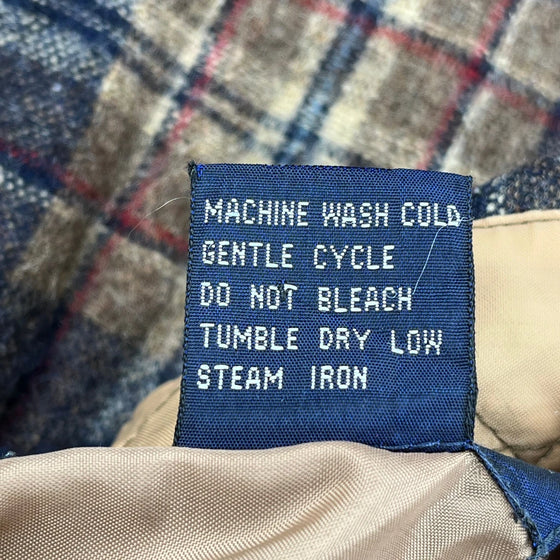 MACHINE WASH COLD
GENTLE CYCLE
DO NOT BLEACH
TUMBLE DRY LOW
STEAM IRON